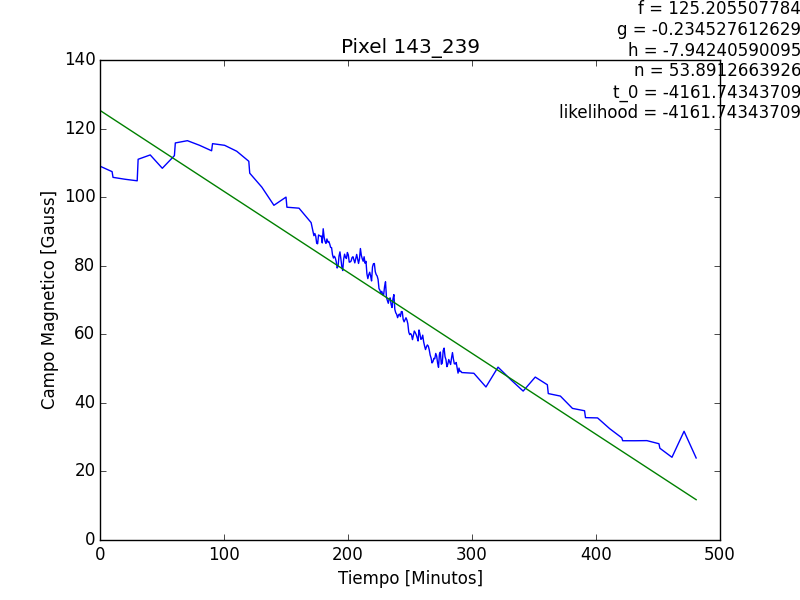 f = 125.205507784
g = -0.234527612629
h = -7.94240590095
n = 53.8912663926
t_0 = -4161.74343709
likelihood = -4161.74343709
Pixel 143_239
140
120
100
80
60
40
20
0
Campo Magnetico [Gauss]
0 100 200 300 400 500
Tiempo [Minutos]